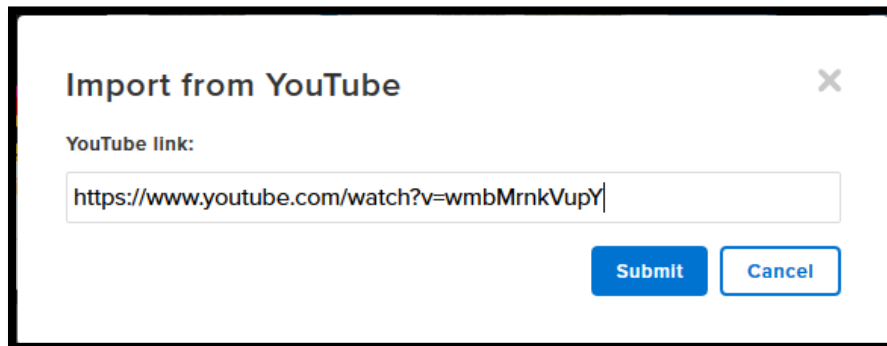 Import from YouTube
YouTube link:
https://www.youtube.com/watch?v=wmbMrnkVupY
Submit
Cancel